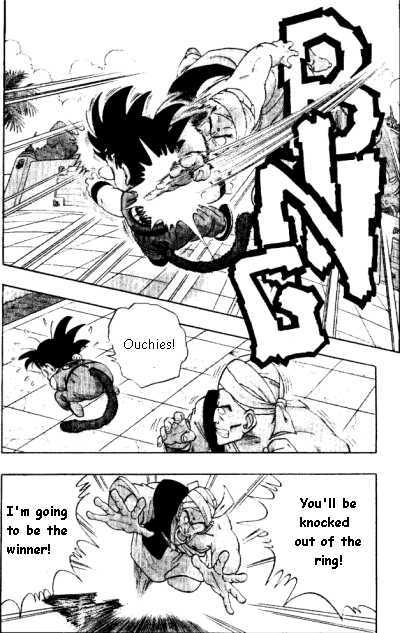 BANG
Ouchies!
You'll be
knocked
out of the
ring!
I'm going
to be the
winner!